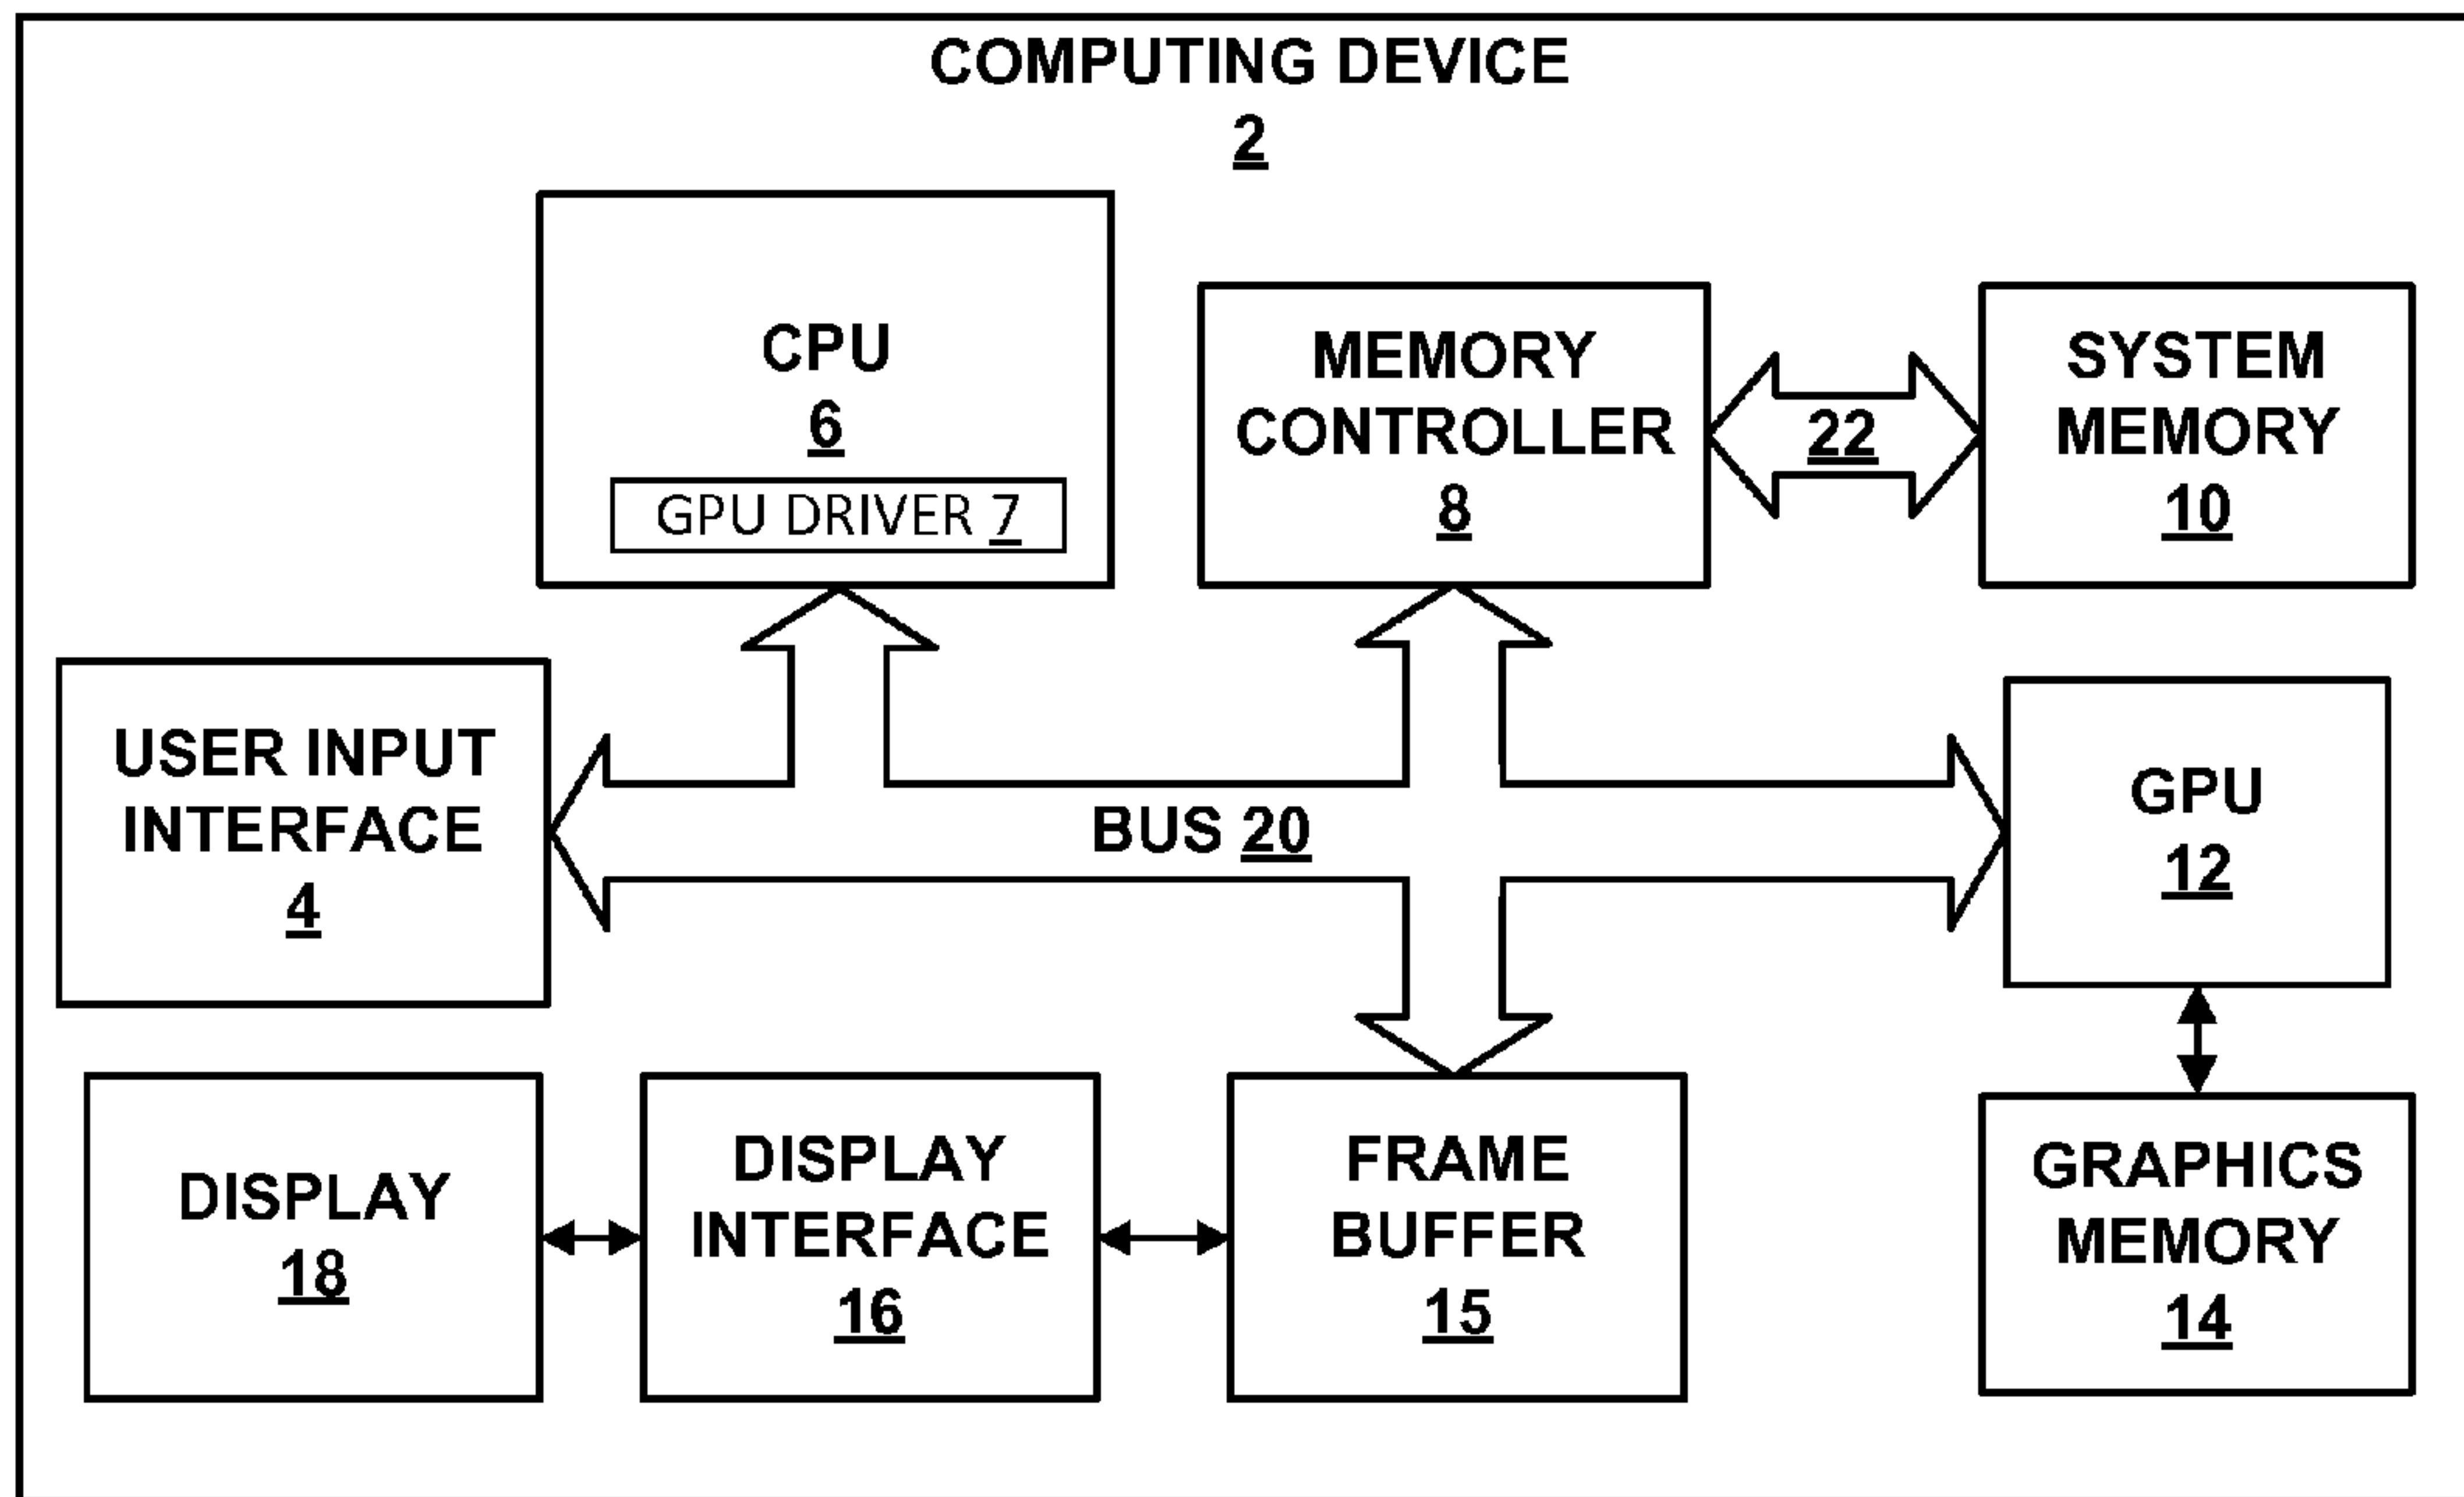 COMPUTING DEVICE
2
CPU
6
GPU DRIVER 7
MEMORY
CONTROLLER
8
22
SYSTEM
MEMORY
10
USER INPUT
INTERFACE
4
BUS 20
GPU
12
DISPLAY
18
DISPLAY
INTERFACE
16
FRAME
BUFFER
15
GRAPHICS
MEMORY
14